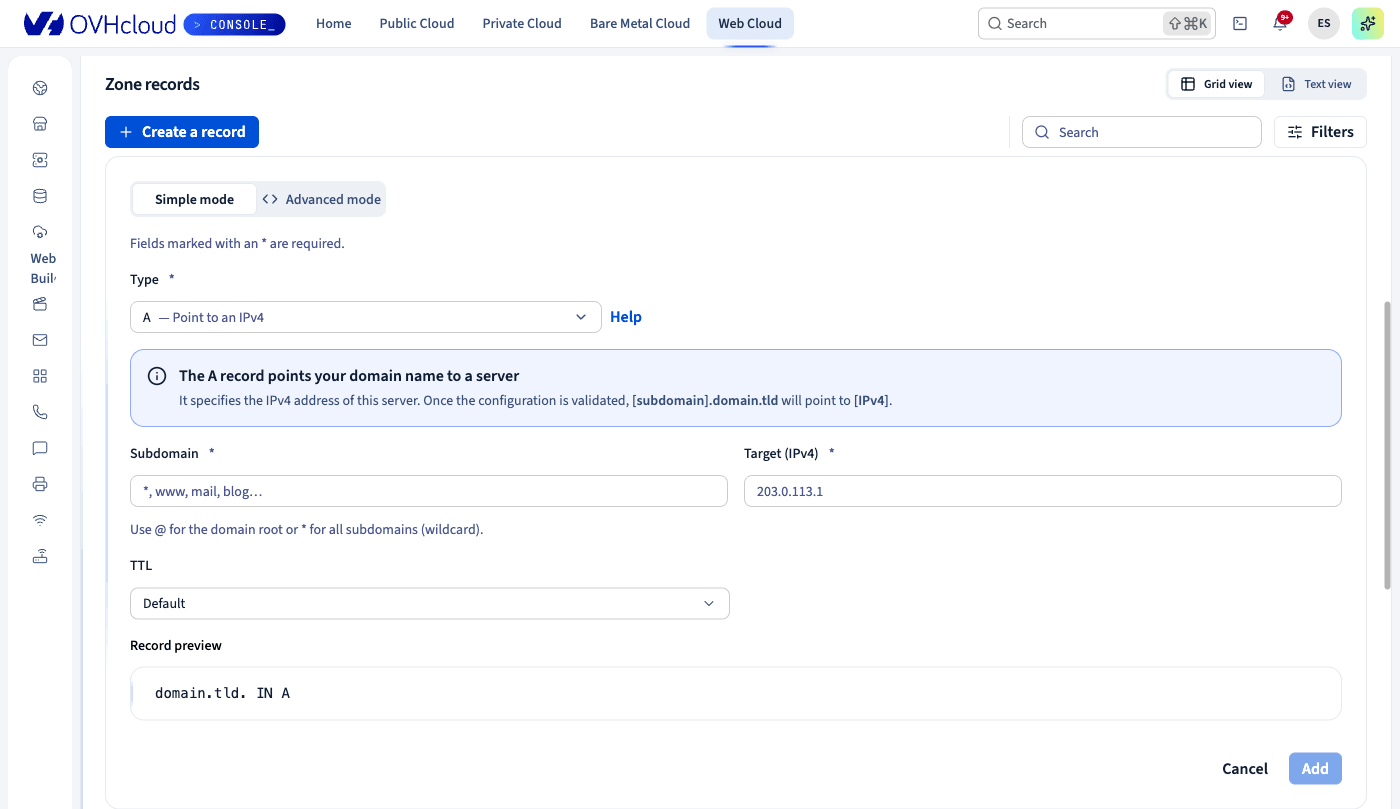 OVHcloud > CONSOLE_ Home Public Cloud Private Cloud Bare Metal Cloud Web Cloud Search ⇧⌘K 9+ ES
Zone records
Grid view Text view
+ Create a record
Search
Filters
Simple mode <> Advanced mode
Fields marked with an * are required.
Type *
A — Point to an IPv4
Help
The A record points your domain name to a server
It specifies the IPv4 address of this server. Once the configuration is validated, [subdomain].domain.tld will point to [IPv4].
Subdomain *
Target (IPv4) *
*, www, mail, blog…
203.0.113.1
Use @ for the domain root or * for all subdomains (wildcard).
TTL
Default
Record preview
domain.tld. IN A
Cancel Add
Web
Buil